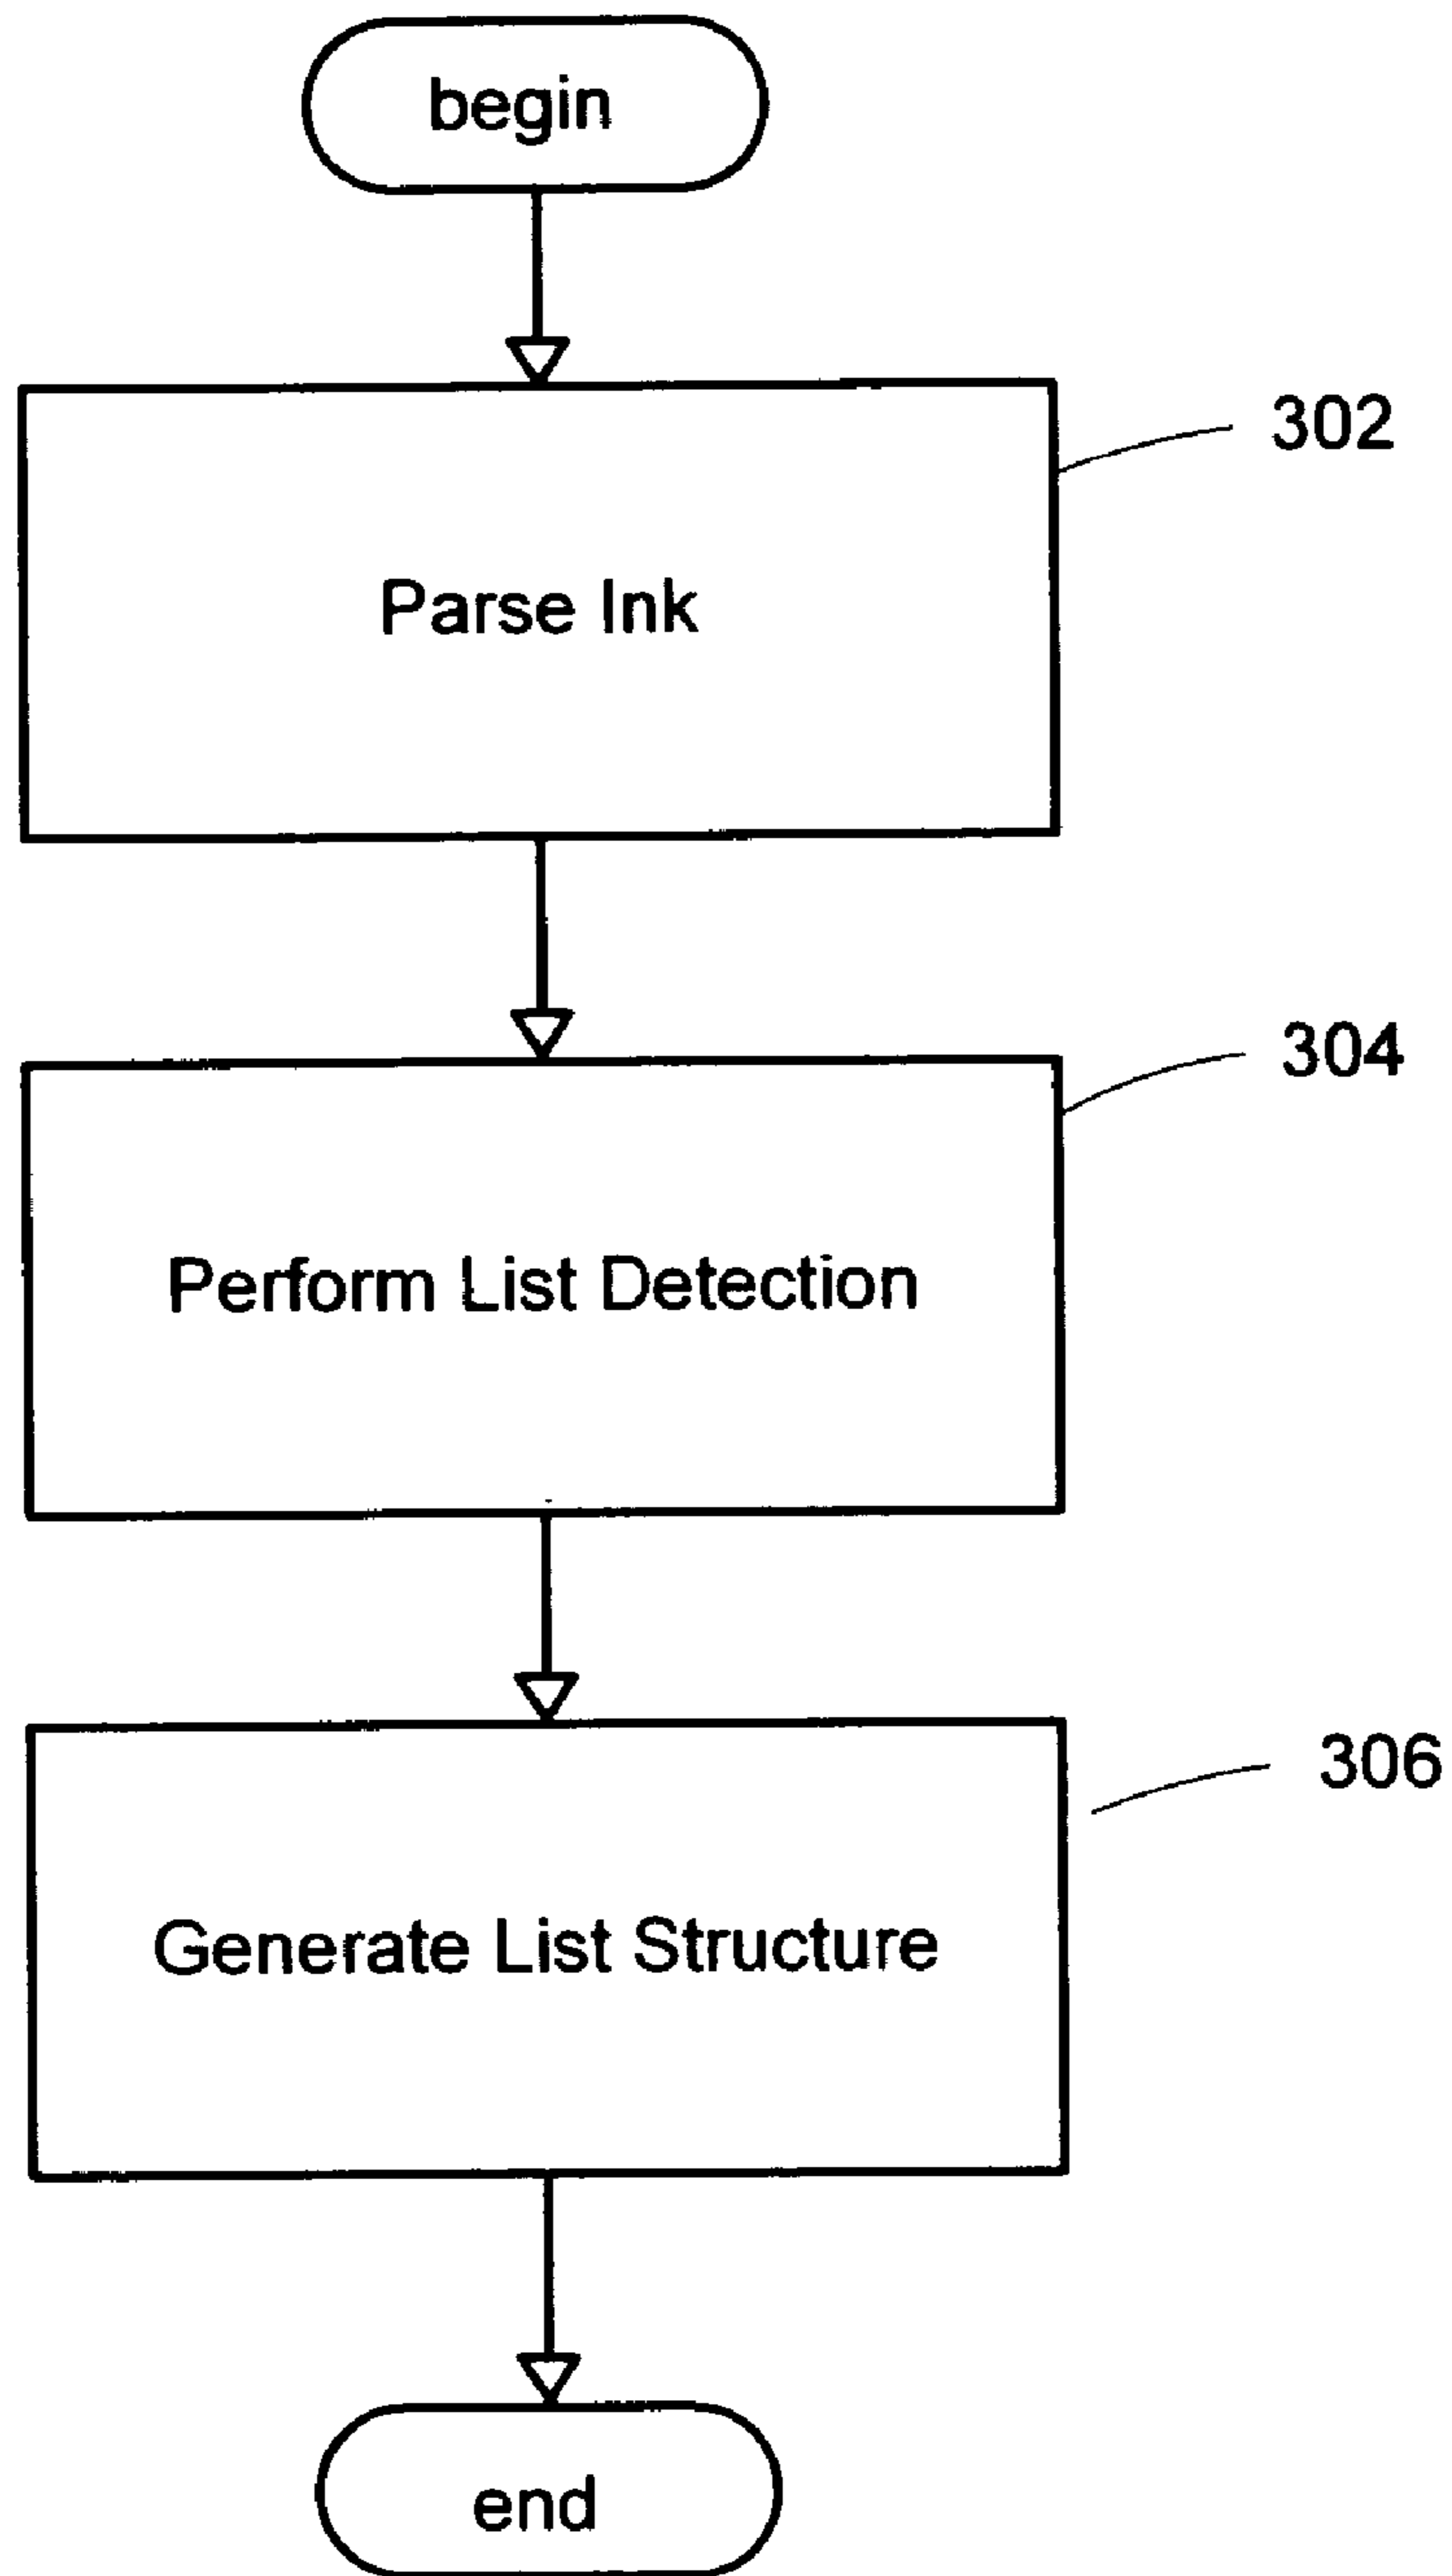 begin
302
Parse Ink
304
Perform List Detection
306
Generate List Structure
end